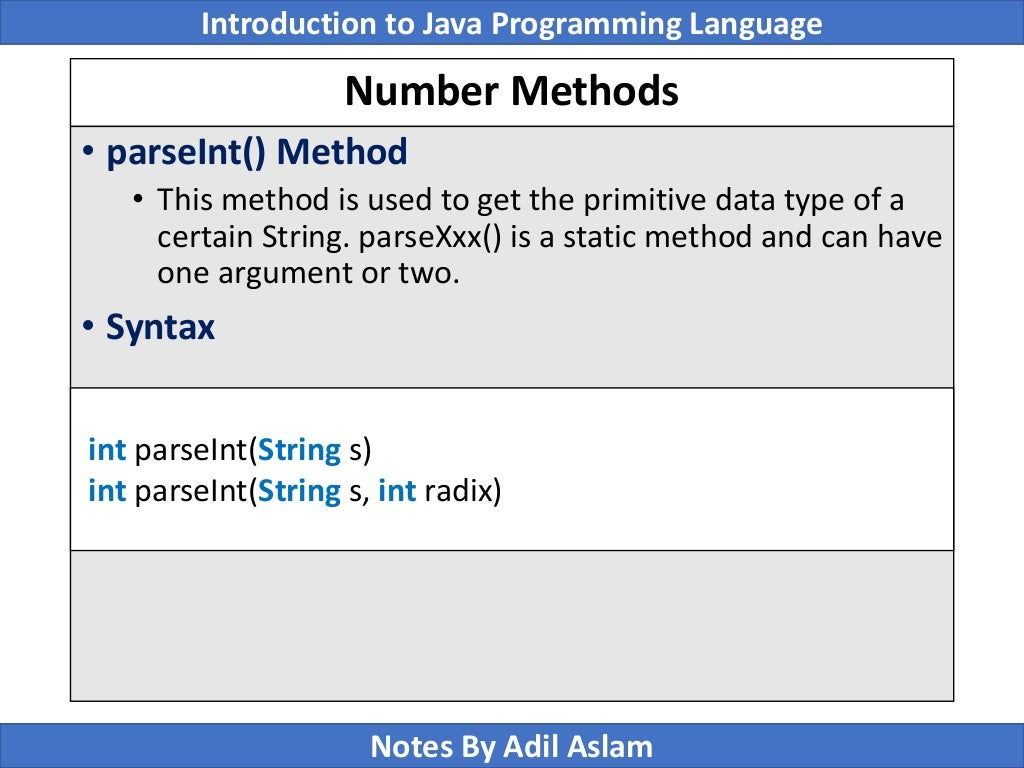 Introduction to Java Programming Language
Number Methods
• parseInt() Method
• This method is used to get the primitive data type of a
certain String. parseXxx() is a static method and can have
one argument or two.
• Syntax
int parseInt(String s)
int parseInt(String s, int radix)
Notes By Adil Aslam